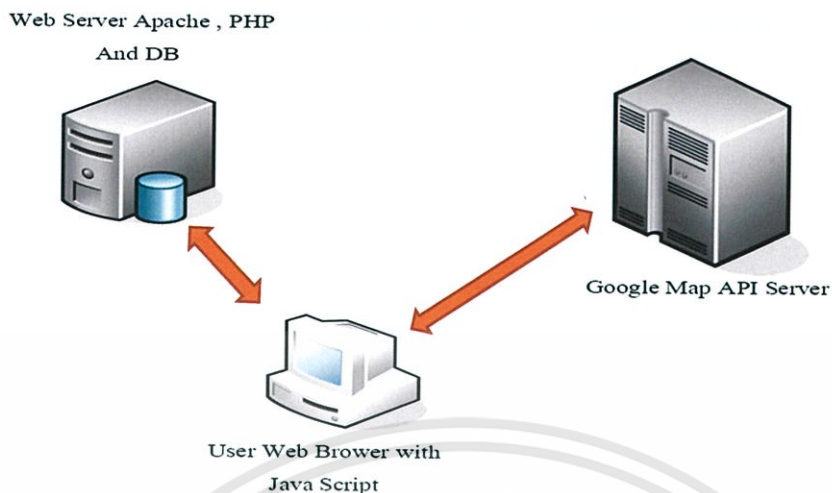 Web Server Apache , PHP
And DB
Google Map API Server
User Web Brower with
Java Script